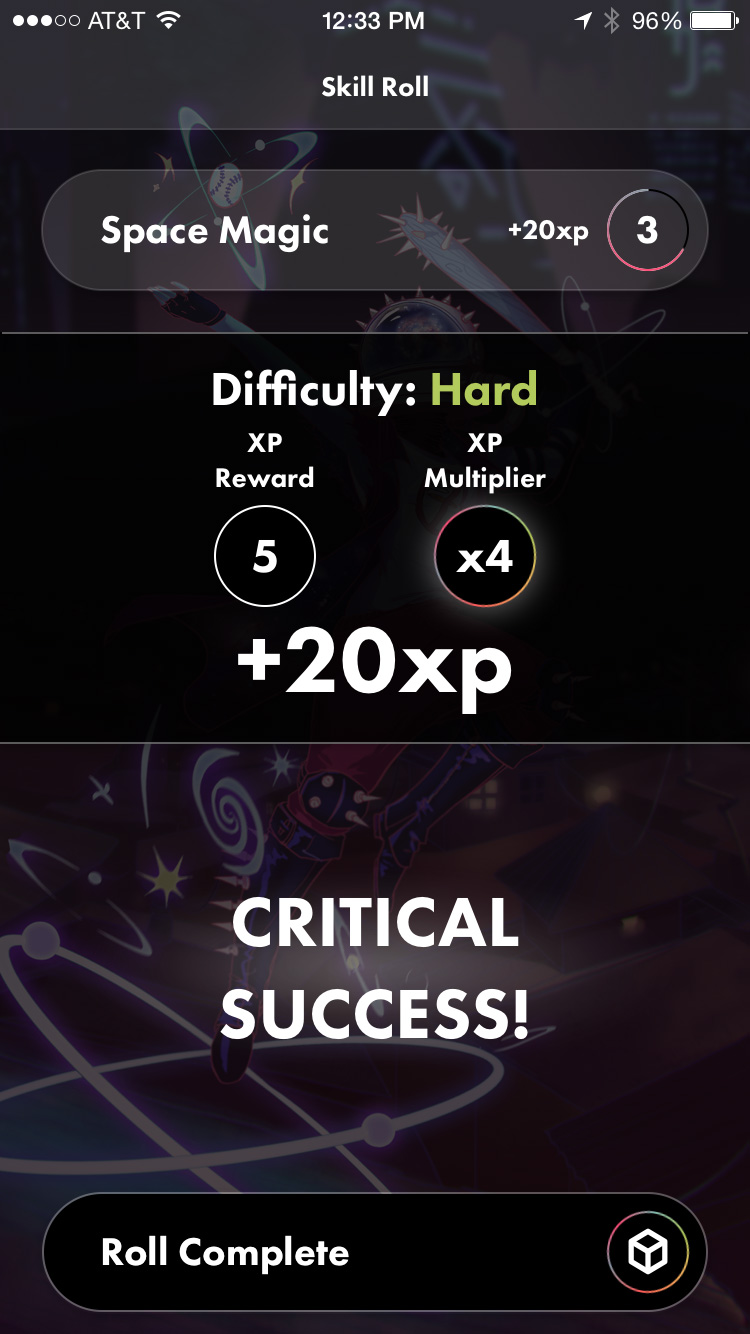 AT&T 12:33 PM 96%
Skill Roll
Space Magic +20xp 3
Difficulty: Hard
XP XP
Reward Multiplier
5 x4
+20xp
CRITICAL
SUCCESS!
Roll Complete